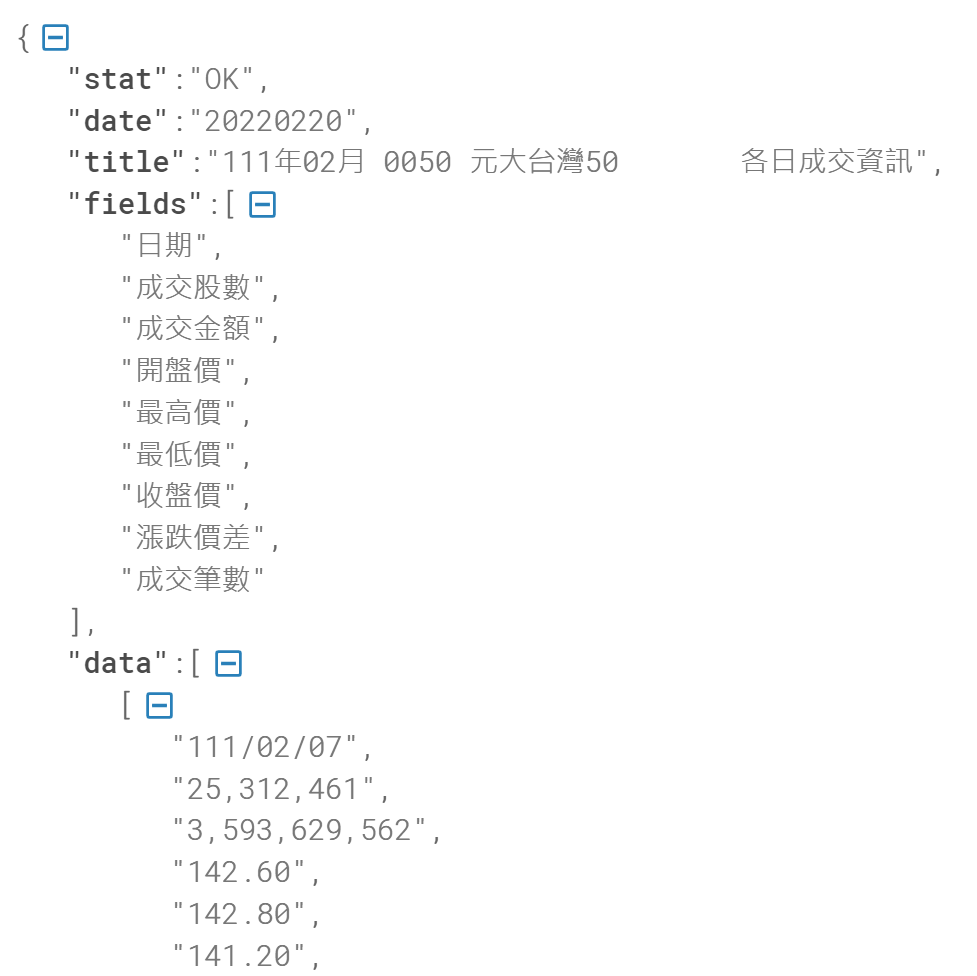 {
"stat":"OK",
"date":"20220220",
"title":"111年02月 0050 元大台灣50       各日成交資訊",
"fields":[
"日期",
"成交股數",
"成交金額",
"開盤價",
"最高價",
"最低價",
"收盤價",
"漲跌價差",
"成交筆數"
],
"data":[
[
"111/02/07",
"25,312,461",
"3,593,629,562",
"142.60",
"142.80",
"141.20",